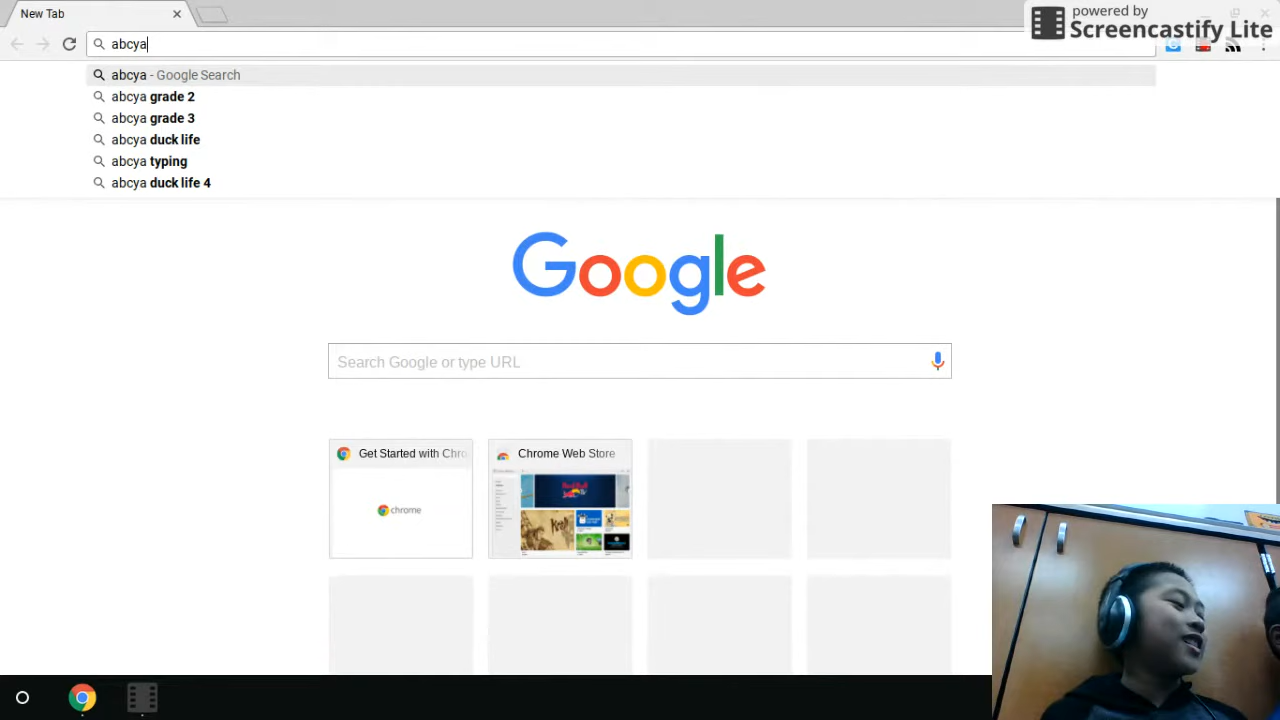 New Tab
powered by
Screencastify Lite
abcya
abcya - Google Search
abcya grade 2
abcya grade 3
abcya duck life
abcya typing
abcya duck life 4
Google
Search Google or type URL
Get Started with Chro
Chrome Web Store
chrome